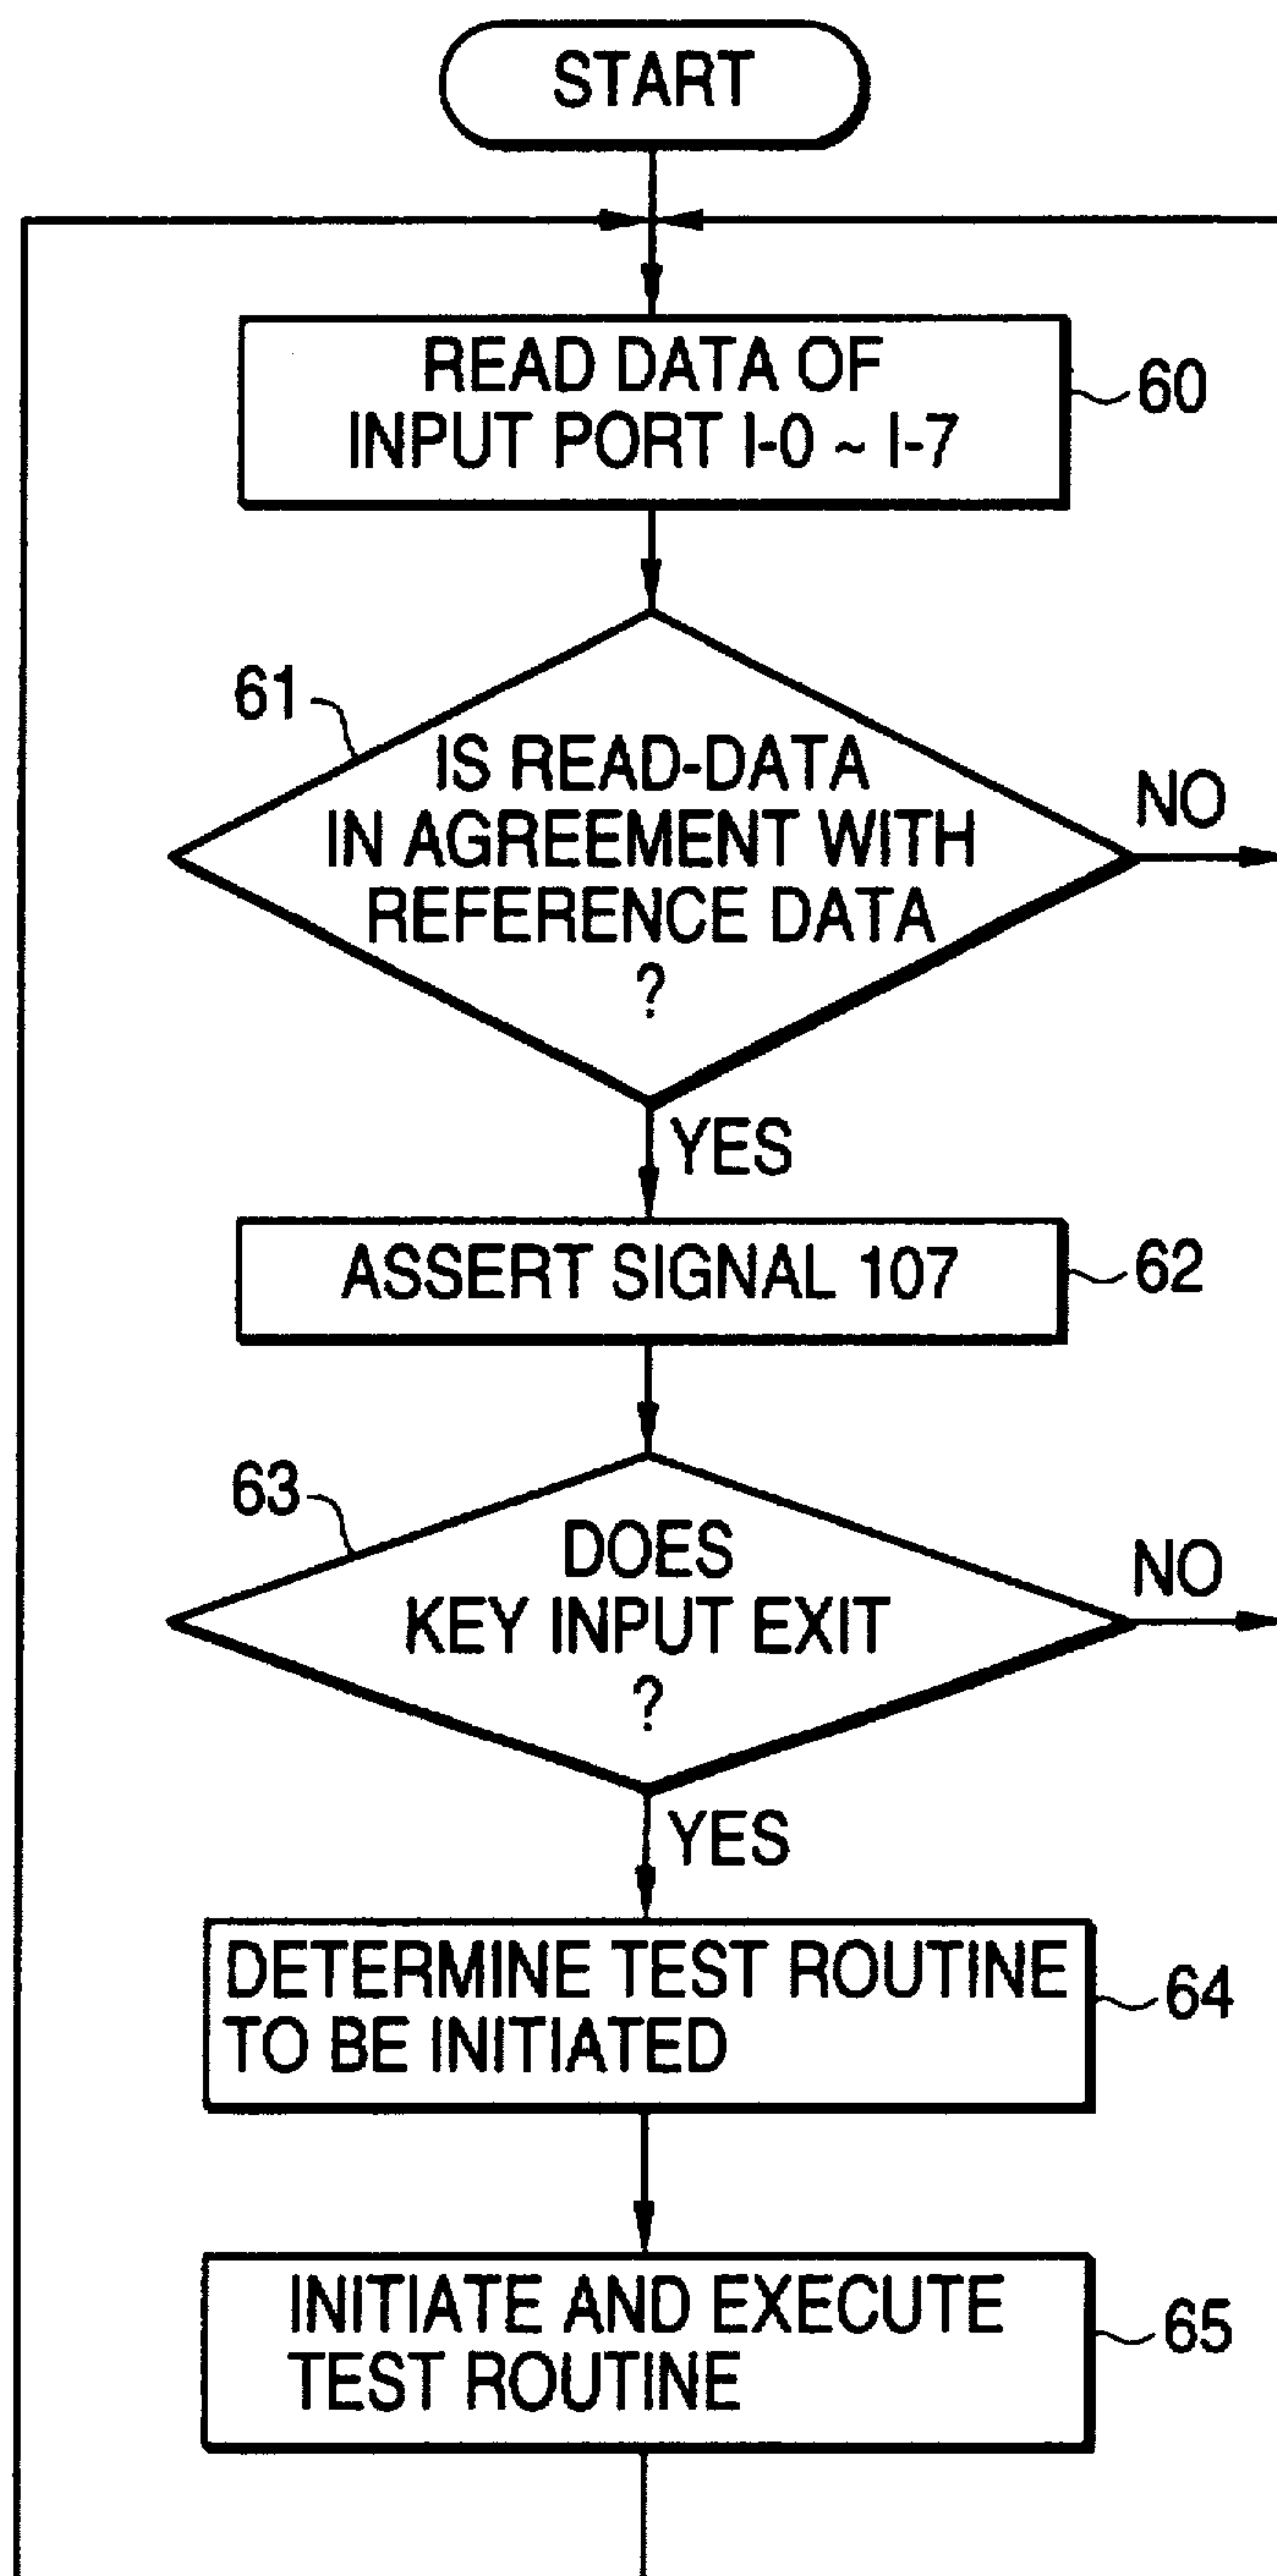 START
READ DATA OF
INPUT PORT I-0 ~ I-7
60
61
IS READ-DATA
IN AGREEMENT WITH
REFERENCE DATA
?
NO
YES
ASSERT SIGNAL 107
62
63
DOES
KEY INPUT EXIT
?
NO
YES
DETERMINE TEST ROUTINE
TO BE INITIATED
64
INITIATE AND EXECUTE
TEST ROUTINE
65